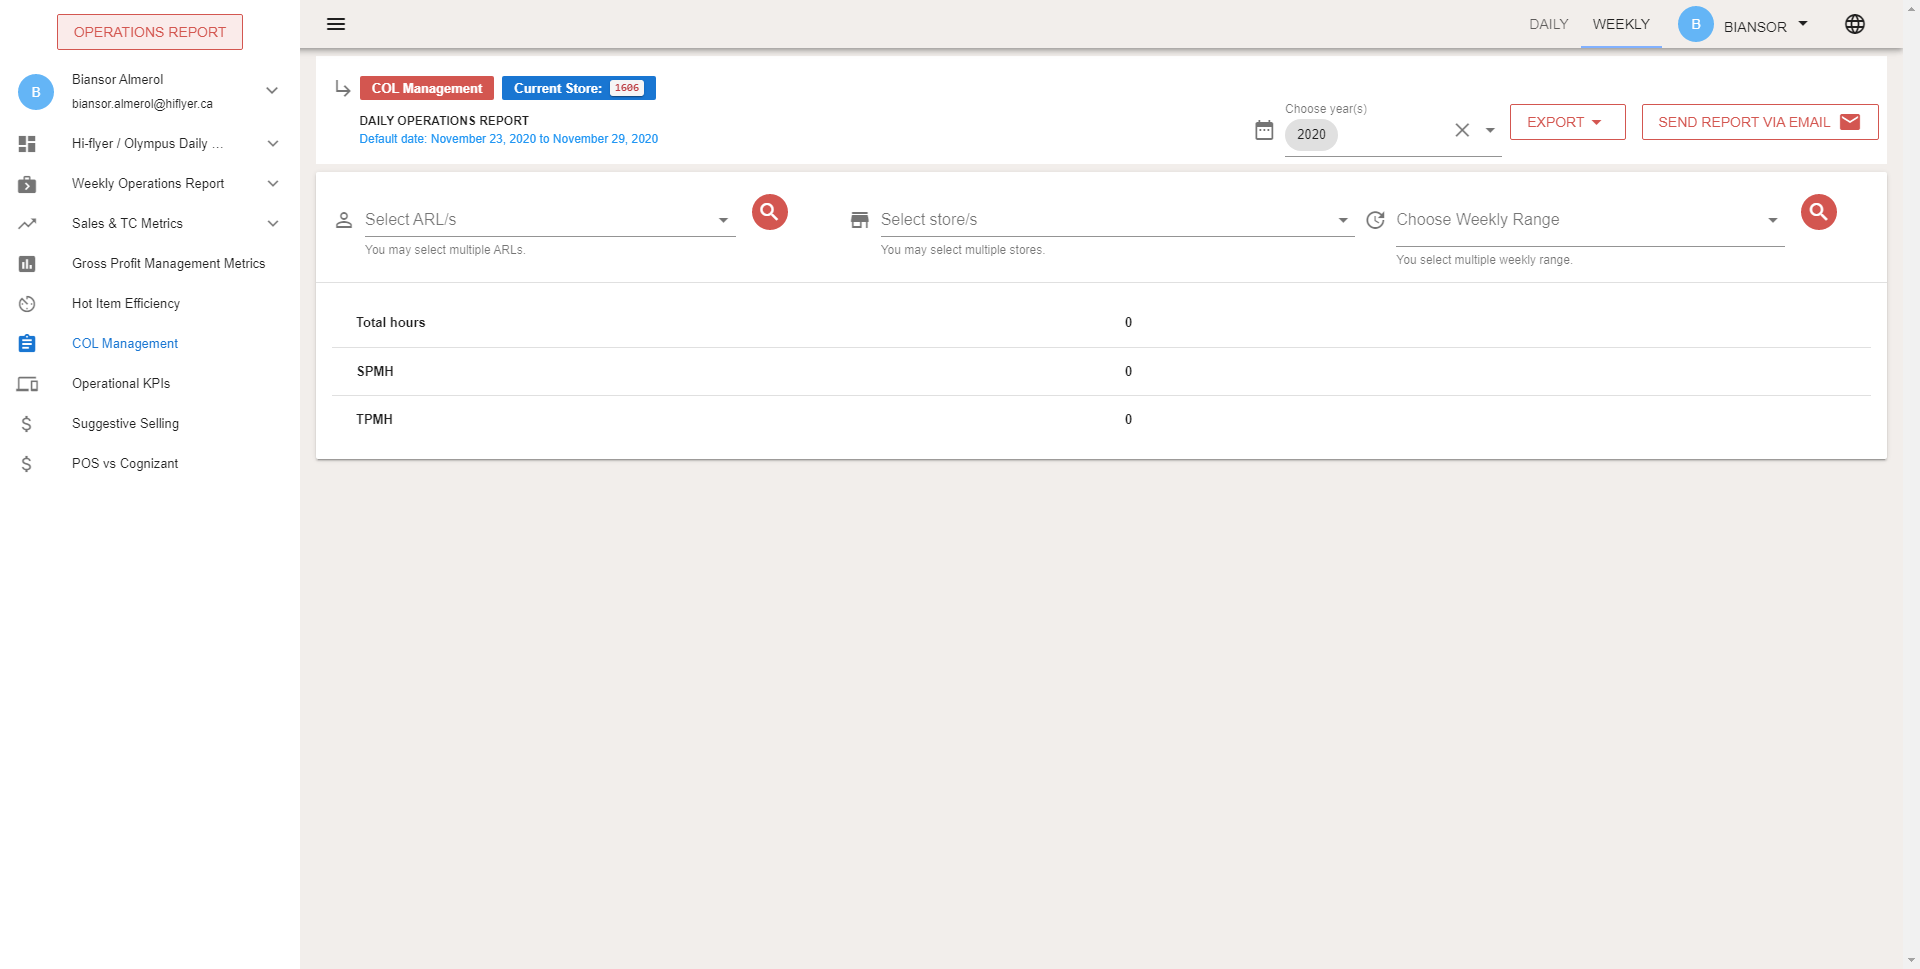 OPERATIONS REPORT
B
Biansor Almerol
biansor.almerol@hiflyer.ca
Hi-flyer / Olympus Daily ...
Weekly Operations Report
Sales & TC Metrics
Gross Profit Management Metrics
Hot Item Efficiency
COL Management
Operational KPIs
Suggestive Selling
POS vs Cognizant
DAILY WEEKLY B BIANSOR
COL Management Current Store: 1606
DAILY OPERATIONS REPORT
Default date: November 23, 2020 to November 29, 2020
Choose year(s)
2020
EXPORT
SEND REPORT VIA EMAIL
Select ARL/s
You may select multiple ARLs.
Select store/s
You may select multiple stores.
Choose Weekly Range
You select multiple weekly range.
Total hours 0
SPMH 0
TPMH 0